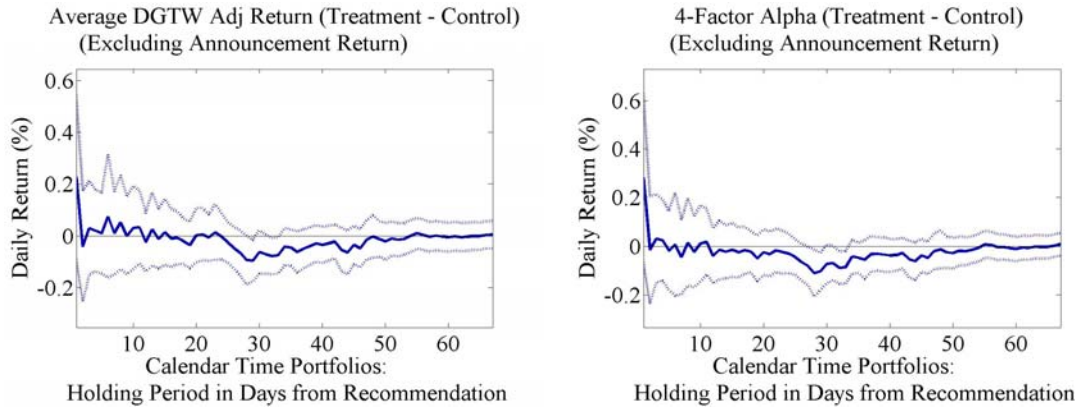 Average DGTW Adj Return (Treatment - Control)
(Excluding Announcement Return)
Daily Return (%)
0.6
0.4
0.2
0
-0.2
10 20 30 40 50 60
Calendar Time Portfolios:
Holding Period in Days from Recommendation
4-Factor Alpha (Treatment - Control)
(Excluding Announcement Return)
Daily Return (%)
0.6
0.4
0.2
0
-0.2
10 20 30 40 50 60
Calendar Time Portfolios:
Holding Period in Days from Recommendation